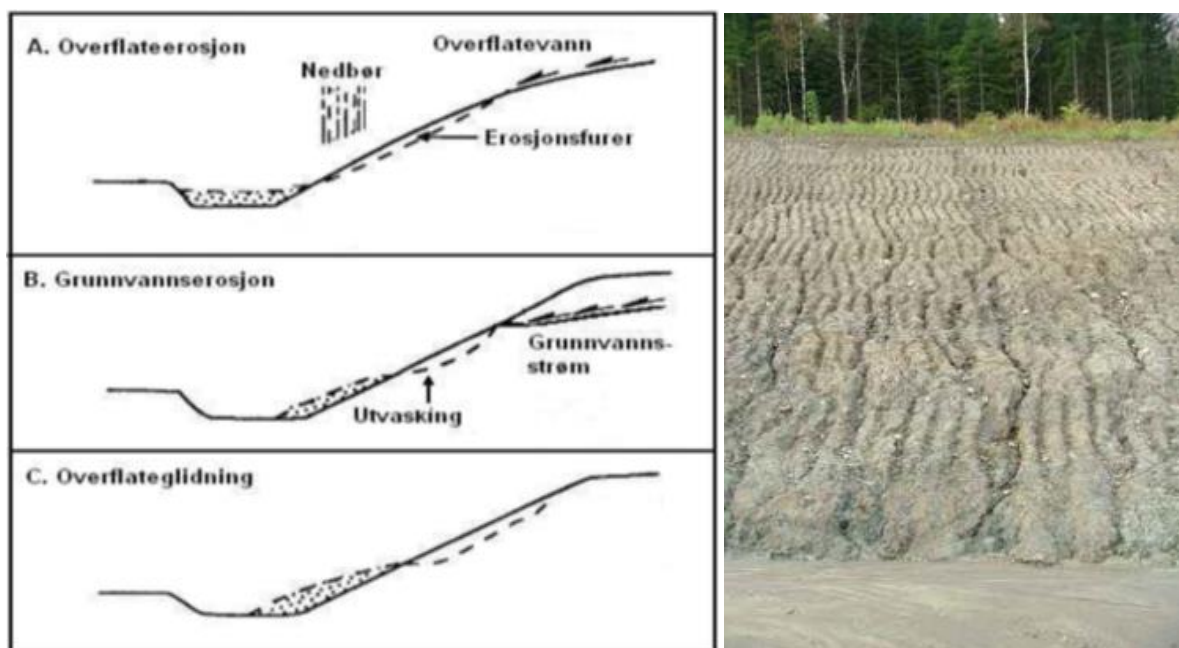 A. Overflateerosjon
Overflatevann
Nedbør
Erosjonsfurer
B. Grunnvannserosjon
Grunnvanns-
strøm
Utvasking
C. Overflateglidning